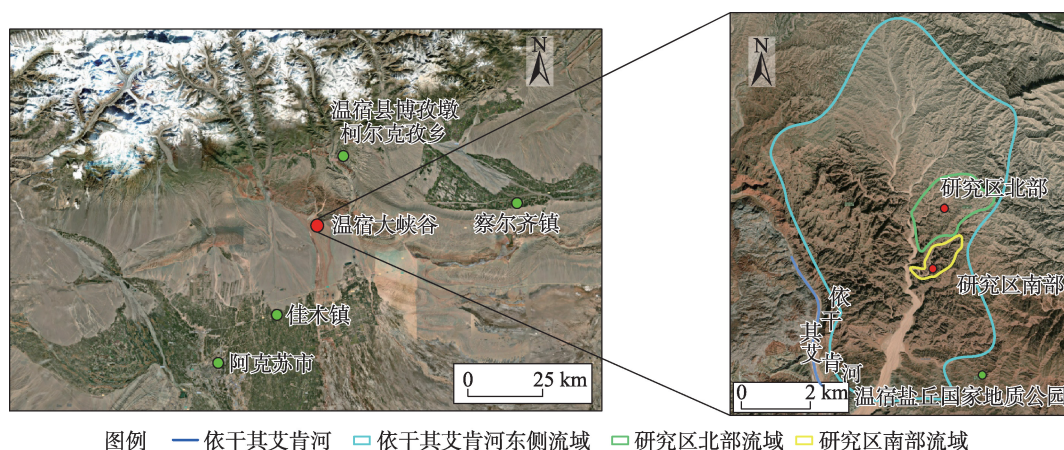 N
温宿县博孜墩
柯尔克孜乡
温宿大峡谷
察尔齐镇
佳木镇
阿克苏市
0 25 km
N
研究区北部
研究区南部
依干其艾肯河
温宿盐丘国家地质公园
0 2 km
图例 依干其艾肯河 依干其艾肯河东侧流域 研究区北部流域 研究区南部流域